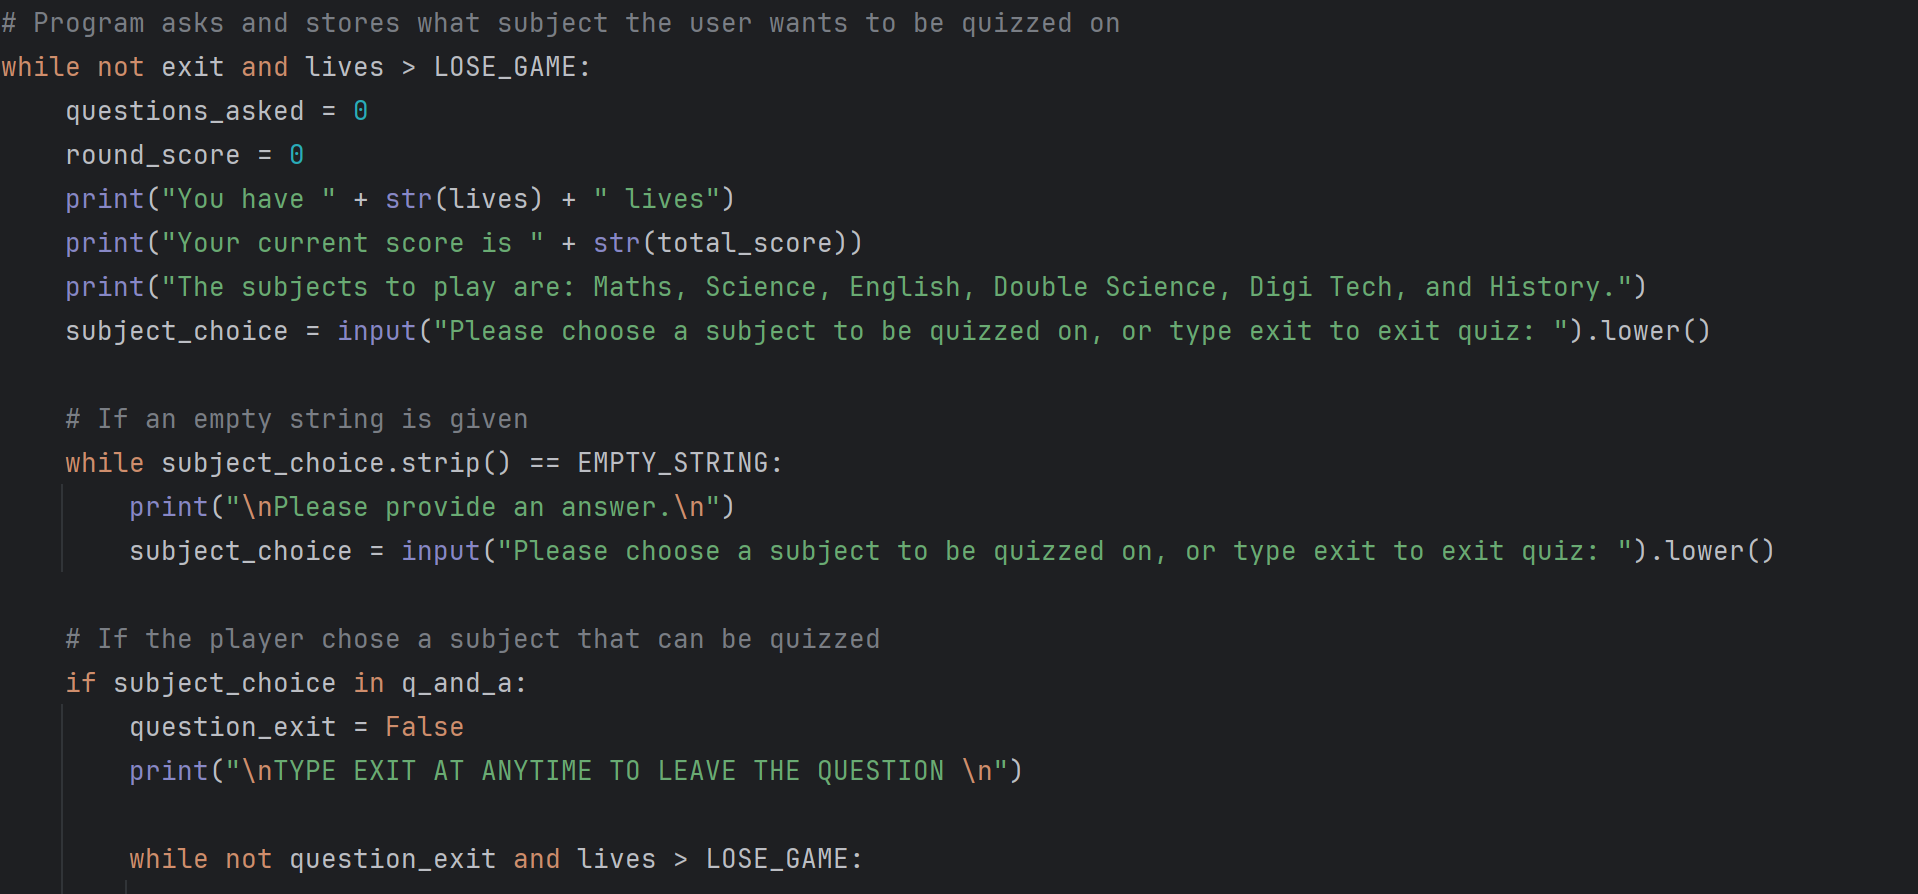 # Program asks and stores what subject the user wants to be quizzed on
while not exit and lives > LOSE_GAME:
    questions_asked = 0
    round_score = 0
    print("You have " + str(lives) + " lives")
    print("Your current score is " + str(total_score))
    print("The subjects to play are: Maths, Science, English, Double Science, Digi Tech, and History.")
    subject_choice = input("Please choose a subject to be quizzed on, or type exit to exit quiz: ").lower()

    # If an empty string is given
    while subject_choice.strip() == EMPTY_STRING:
        print("\nPlease provide an answer.\n")
        subject_choice = input("Please choose a subject to be quizzed on, or type exit to exit quiz: ").lower()

    # If the player chose a subject that can be quizzed
    if subject_choice in q_and_a:
        question_exit = False
        print("\nTYPE EXIT AT ANYTIME TO LEAVE THE QUESTION \n")

        while not question_exit and lives > LOSE_GAME: